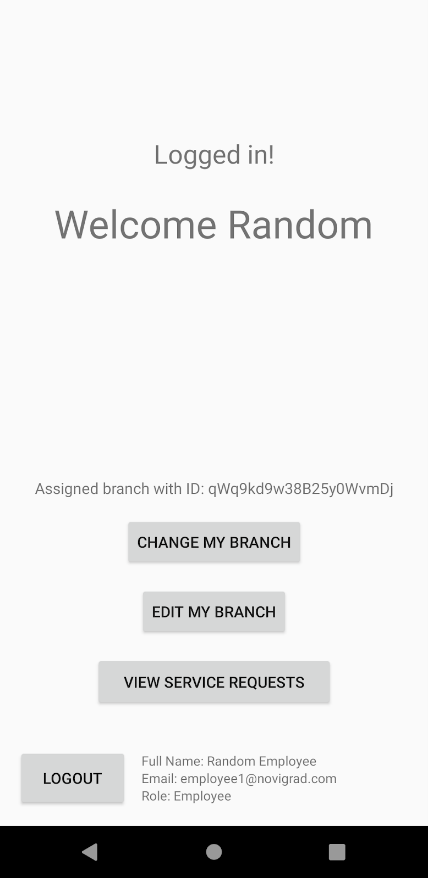 Logged in!
Welcome Random
Assigned branch with ID: qWq9kd9w38B25y0WvmDj
CHANGE MY BRANCH
EDIT MY BRANCH
VIEW SERVICE REQUESTS
LOGOUT
Full Name: Random Employee
Email: employee1@novigrad.com
Role: Employee